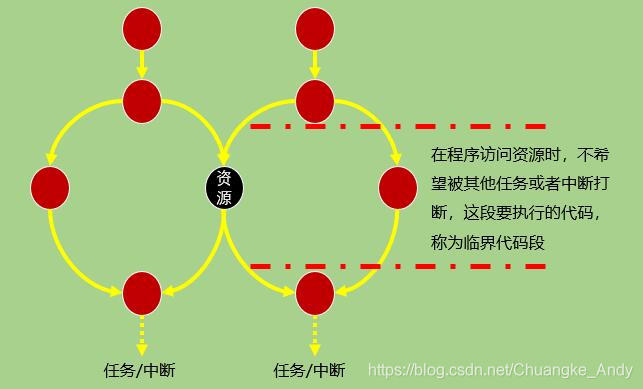 在程序访问资源时，不希
望被其他任务或者中断打
断，这段要执行的代码，
称为临界代码段
资
源
任务/中断
任务/中断
https://blog.csdn.net/Chuangke_Andy